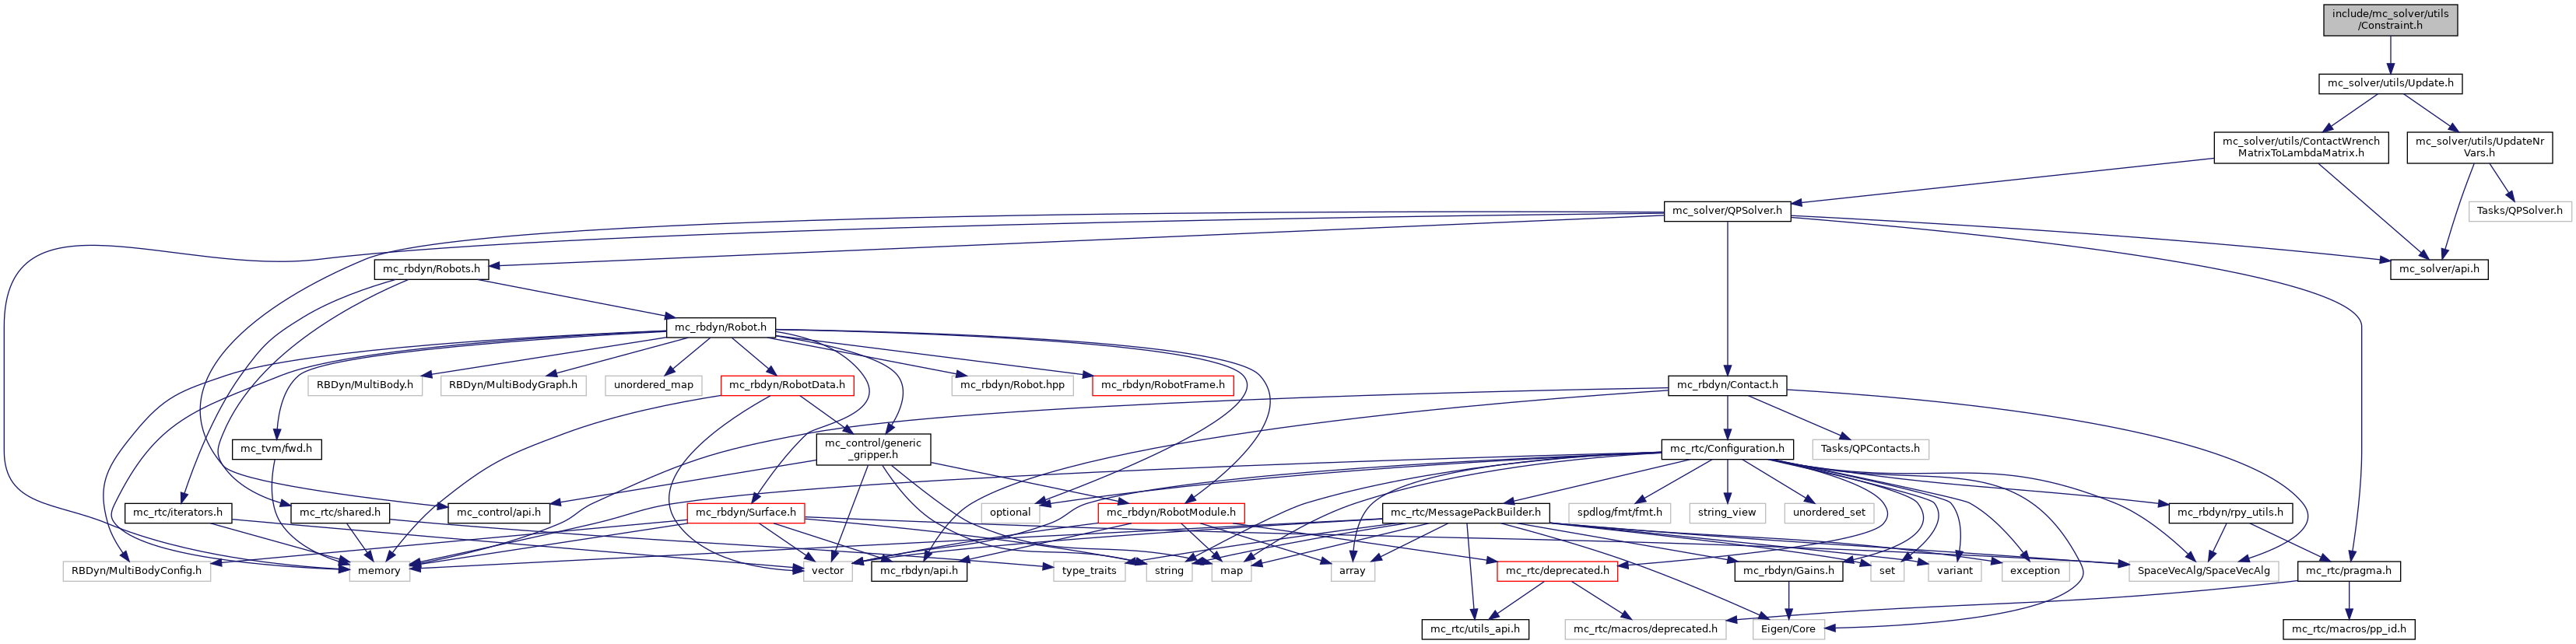 include/mc_solver/utils
/Constraint.h
mc_solver/utils/Update.h
mc_solver/utils/ContactWrench
MatrixToLambdaMatrix.h
mc_solver/utils/UpdateNr
Vars.h
mc_solver/QPSolver.h
Tasks/QPSolver.h
mc_rbdyn/Robots.h
mc_solver/api.h
mc_rbdyn/Robot.h
RBDyn/MultiBody.h
RBDyn/MultiBodyGraph.h
unordered_map
mc_rbdyn/RobotData.h
mc_rbdyn/Robot.hpp
mc_rbdyn/RobotFrame.h
mc_rbdyn/Contact.h
mc_tvm/fwd.h
mc_control/generic
_gripper.h
mc_rtc/Configuration.h
Tasks/QPContacts.h
mc_rtc/iterators.h
mc_rtc/shared.h
mc_control/api.h
mc_rbdyn/Surface.h
optional
mc_rbdyn/RobotModule.h
mc_rtc/MessagePackBuilder.h
spdlog/fmt/fmt.h
string_view
unordered_set
mc_rbdyn/rpy_utils.h
RBDyn/MultiBodyConfig.h
memory
vector
mc_rbdyn/api.h
type_traits
string
map
array
mc_rtc/deprecated.h
mc_rbdyn/Gains.h
set
variant
exception
SpaceVecAlg/SpaceVecAlg
mc_rtc/pragma.h
mc_rtc/utils_api.h
mc_rtc/macros/deprecated.h
Eigen/Core
mc_rtc/macros/pp_id.h